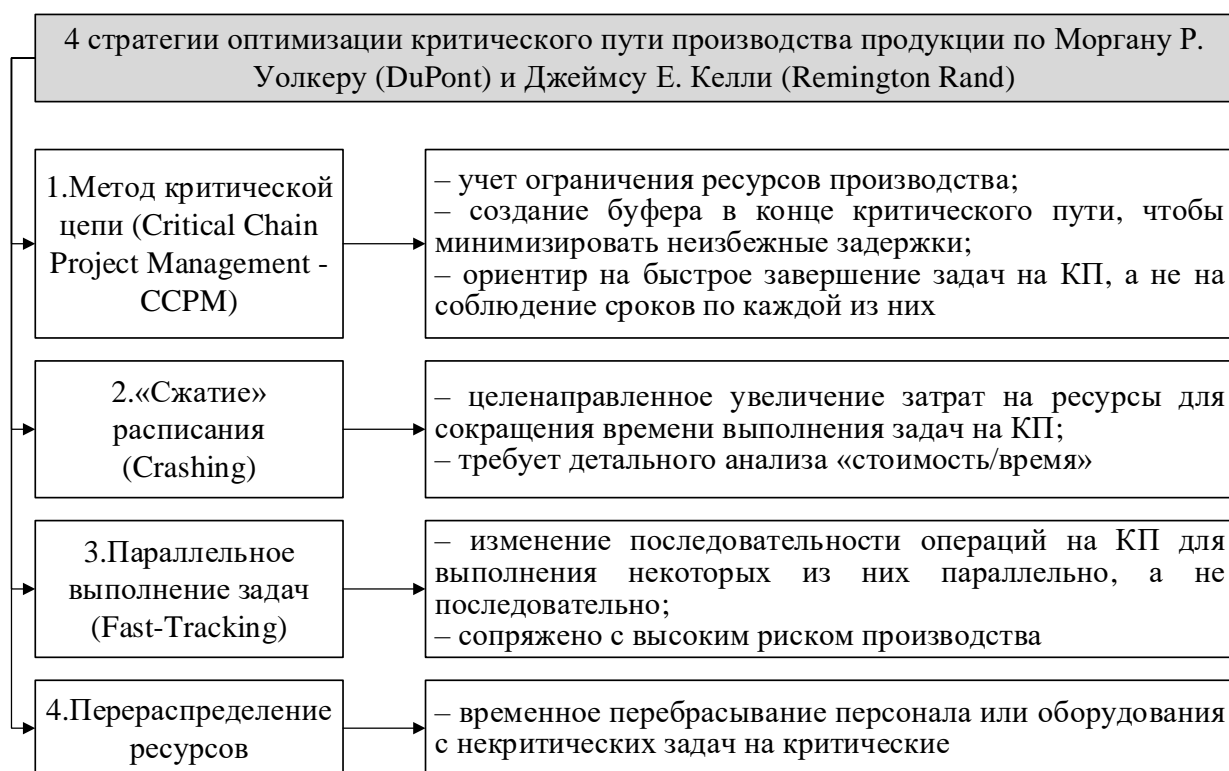 4 стратегии оптимизации критического пути производства продукции по Моргану Р.
Уолкеру (DuPont) и Джеймсу Е. Келли (Remington Rand)
1.Метод критической
цепи (Critical Chain
Project Management -
CCPM)
– учет ограничения ресурсов производства;
– создание буфера в конце критического пути, чтобы
минимизировать неизбежные задержки;
– ориентир на быстрое завершение задач на КП, а не на
соблюдение сроков по каждой из них
2.«Сжатие»
расписания
(Crashing)
– целенаправленное увеличение затрат на ресурсы для
сокращения времени выполнения задач на КП;
– требует детального анализа «стоимость/время»
3.Параллельное
выполнение задач
(Fast-Tracking)
– изменение последовательности операций на КП для
выполнения некоторых из них параллельно, а не
последовательно;
– сопряжено с высоким риском производства
4.Перераспределение
ресурсов
– временное перебрасывание персонала или оборудования
с некритических задач на критические